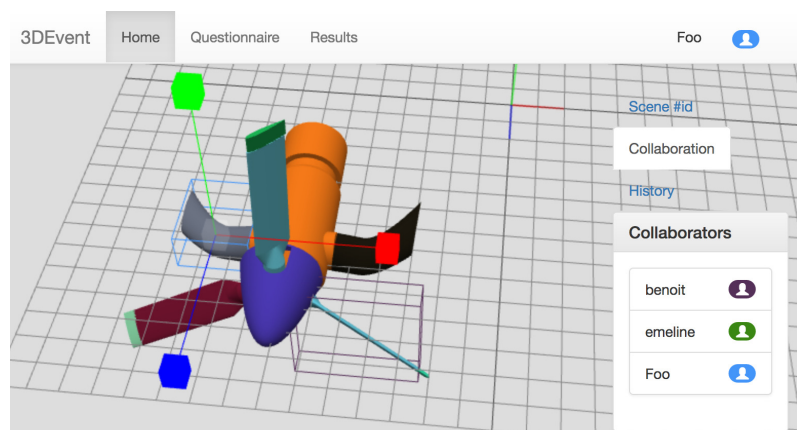 3DEvent Home Questionnaire Results Foo
Scene #id
Collaboration
History
Collaborators
benoit
emeline
Foo